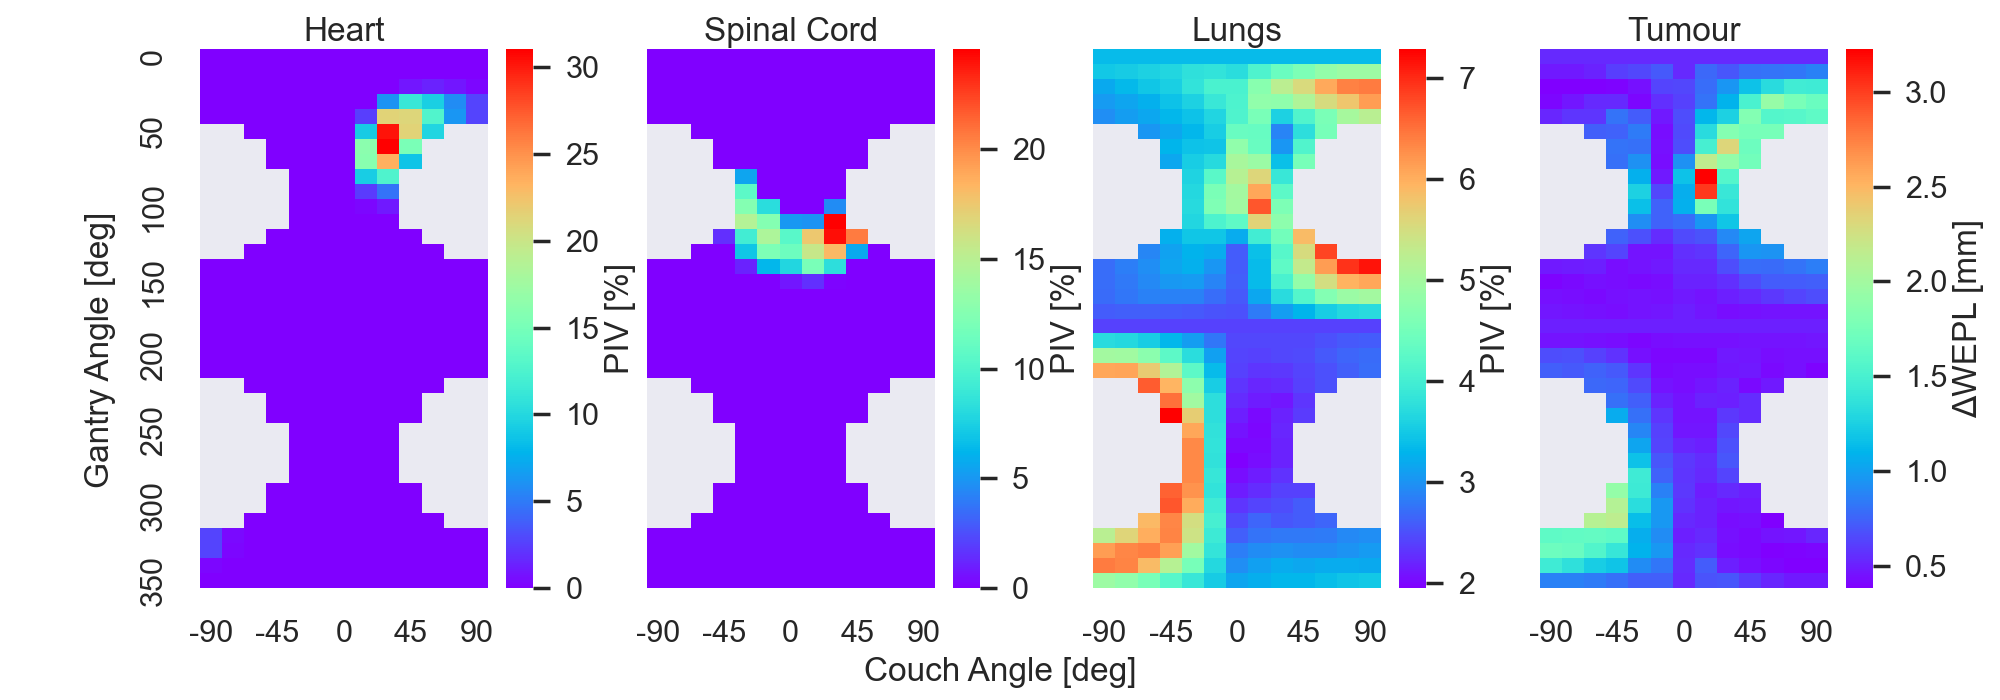 Heart
Spinal Cord
Lungs
Tumour
Gantry Angle [deg]
0
50
100
150
200
250
300
350
-90 -45 0 45 90
30
25
20
15
10
5
0
PIV [%]
-90 -45 0 45 90
20
15
10
5
0
PIV [%]
-90 -45 0 45 90
7
6
5
4
3
2
PIV [%]
-90 -45 0 45 90
3.0
2.5
2.0
1.5
1.0
0.5
ΔWEPL [mm]
Couch Angle [deg]